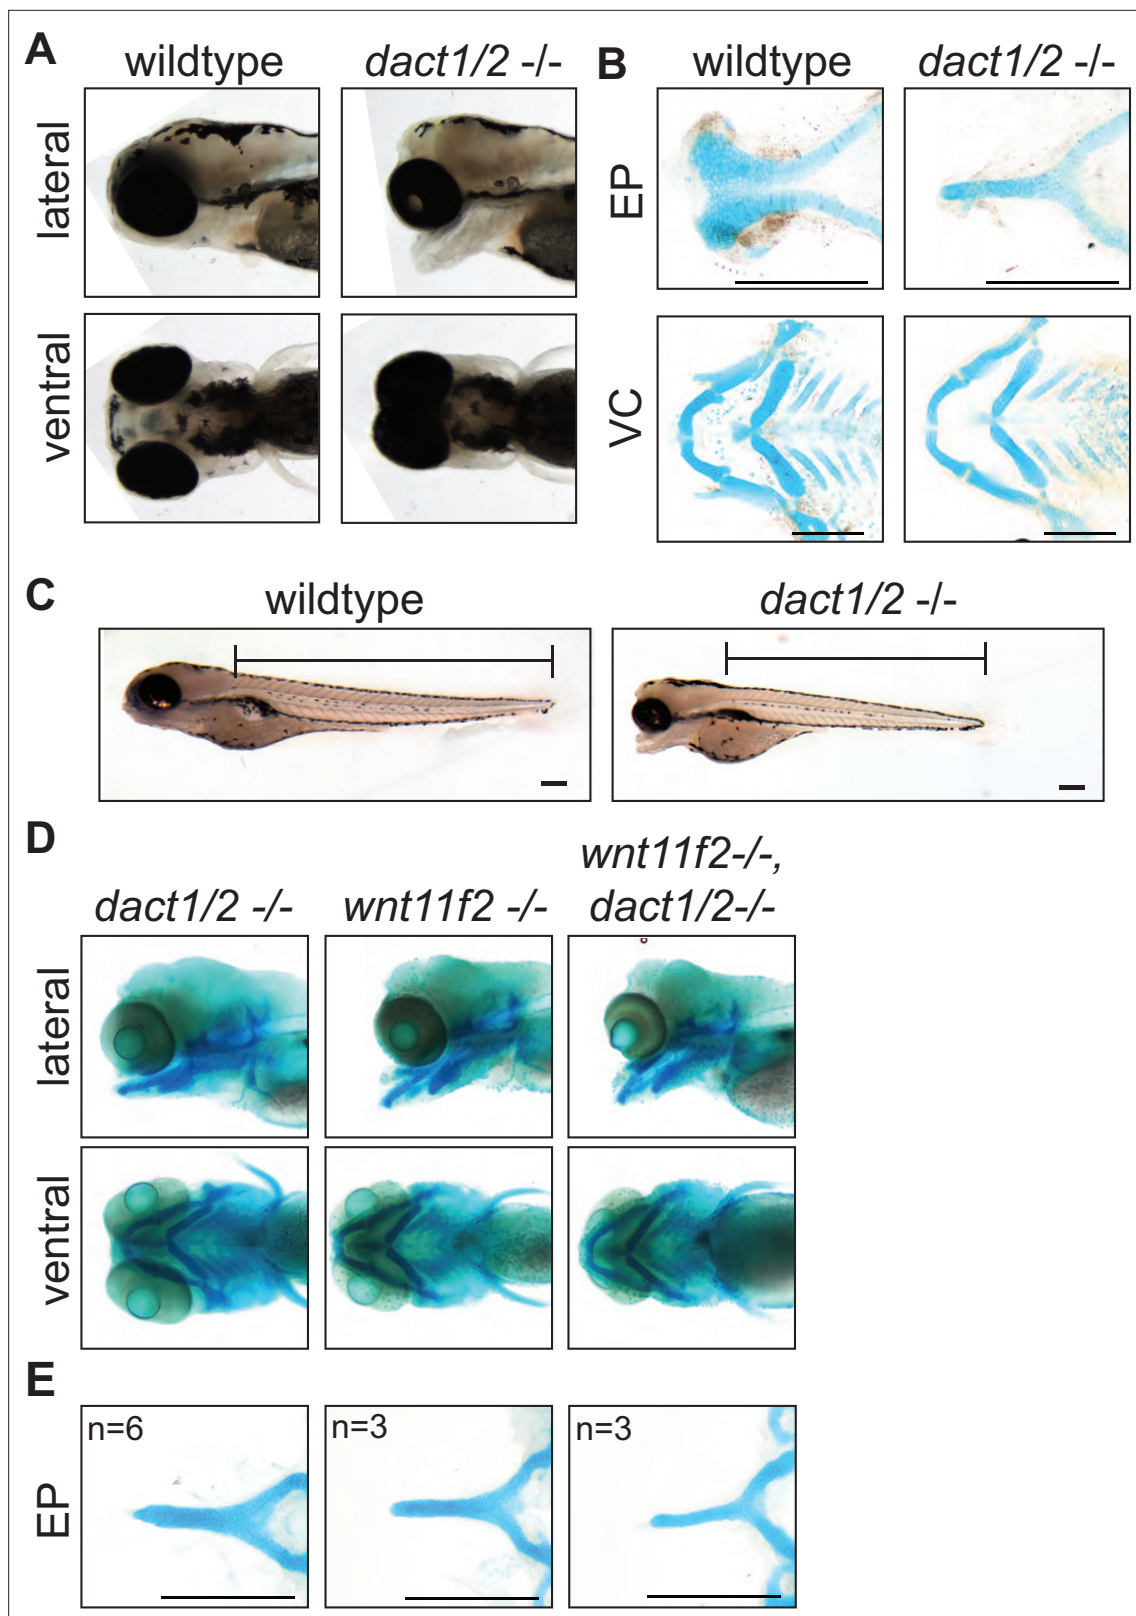 A
wildtype
dact1/2 -/-
lateral
ventral
B
wildtype
dact1/2 -/-
EP
VC
C
wildtype
dact1/2 -/-
D
dact1/2 -/-
wnt11f2 -/-
wnt11f2-/-,
dact1/2-/-
lateral
ventral
E
EP
n=6
n=3
n=3